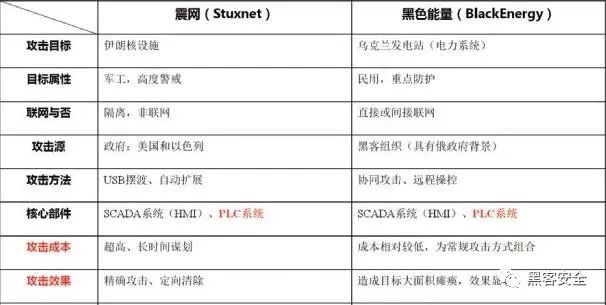 震网（Stuxnet） 黑色能量（BlackEnergy）
攻击目标 伊朗核设施 乌克兰发电站（电力系统）
目标属性 军工，高度警戒 民用，重点防护
联网与否 隔离，非联网 直接或间接联网
攻击源 政府：美国和以色列 黑客组织（具有俄政府背景）
攻击方法 USB摆渡、自动扩展 协同攻击、远程操控
核心部件 SCADA系统（HMI）、PLC系统 SCADA系统（HMI）、PLC系统
攻击成本 超高、长时间谋划 成本相对较低，为常规攻击方式组合
攻击效果 精确攻击、定向清除 造成目标大面积瘫痪，效果显
黑客安全